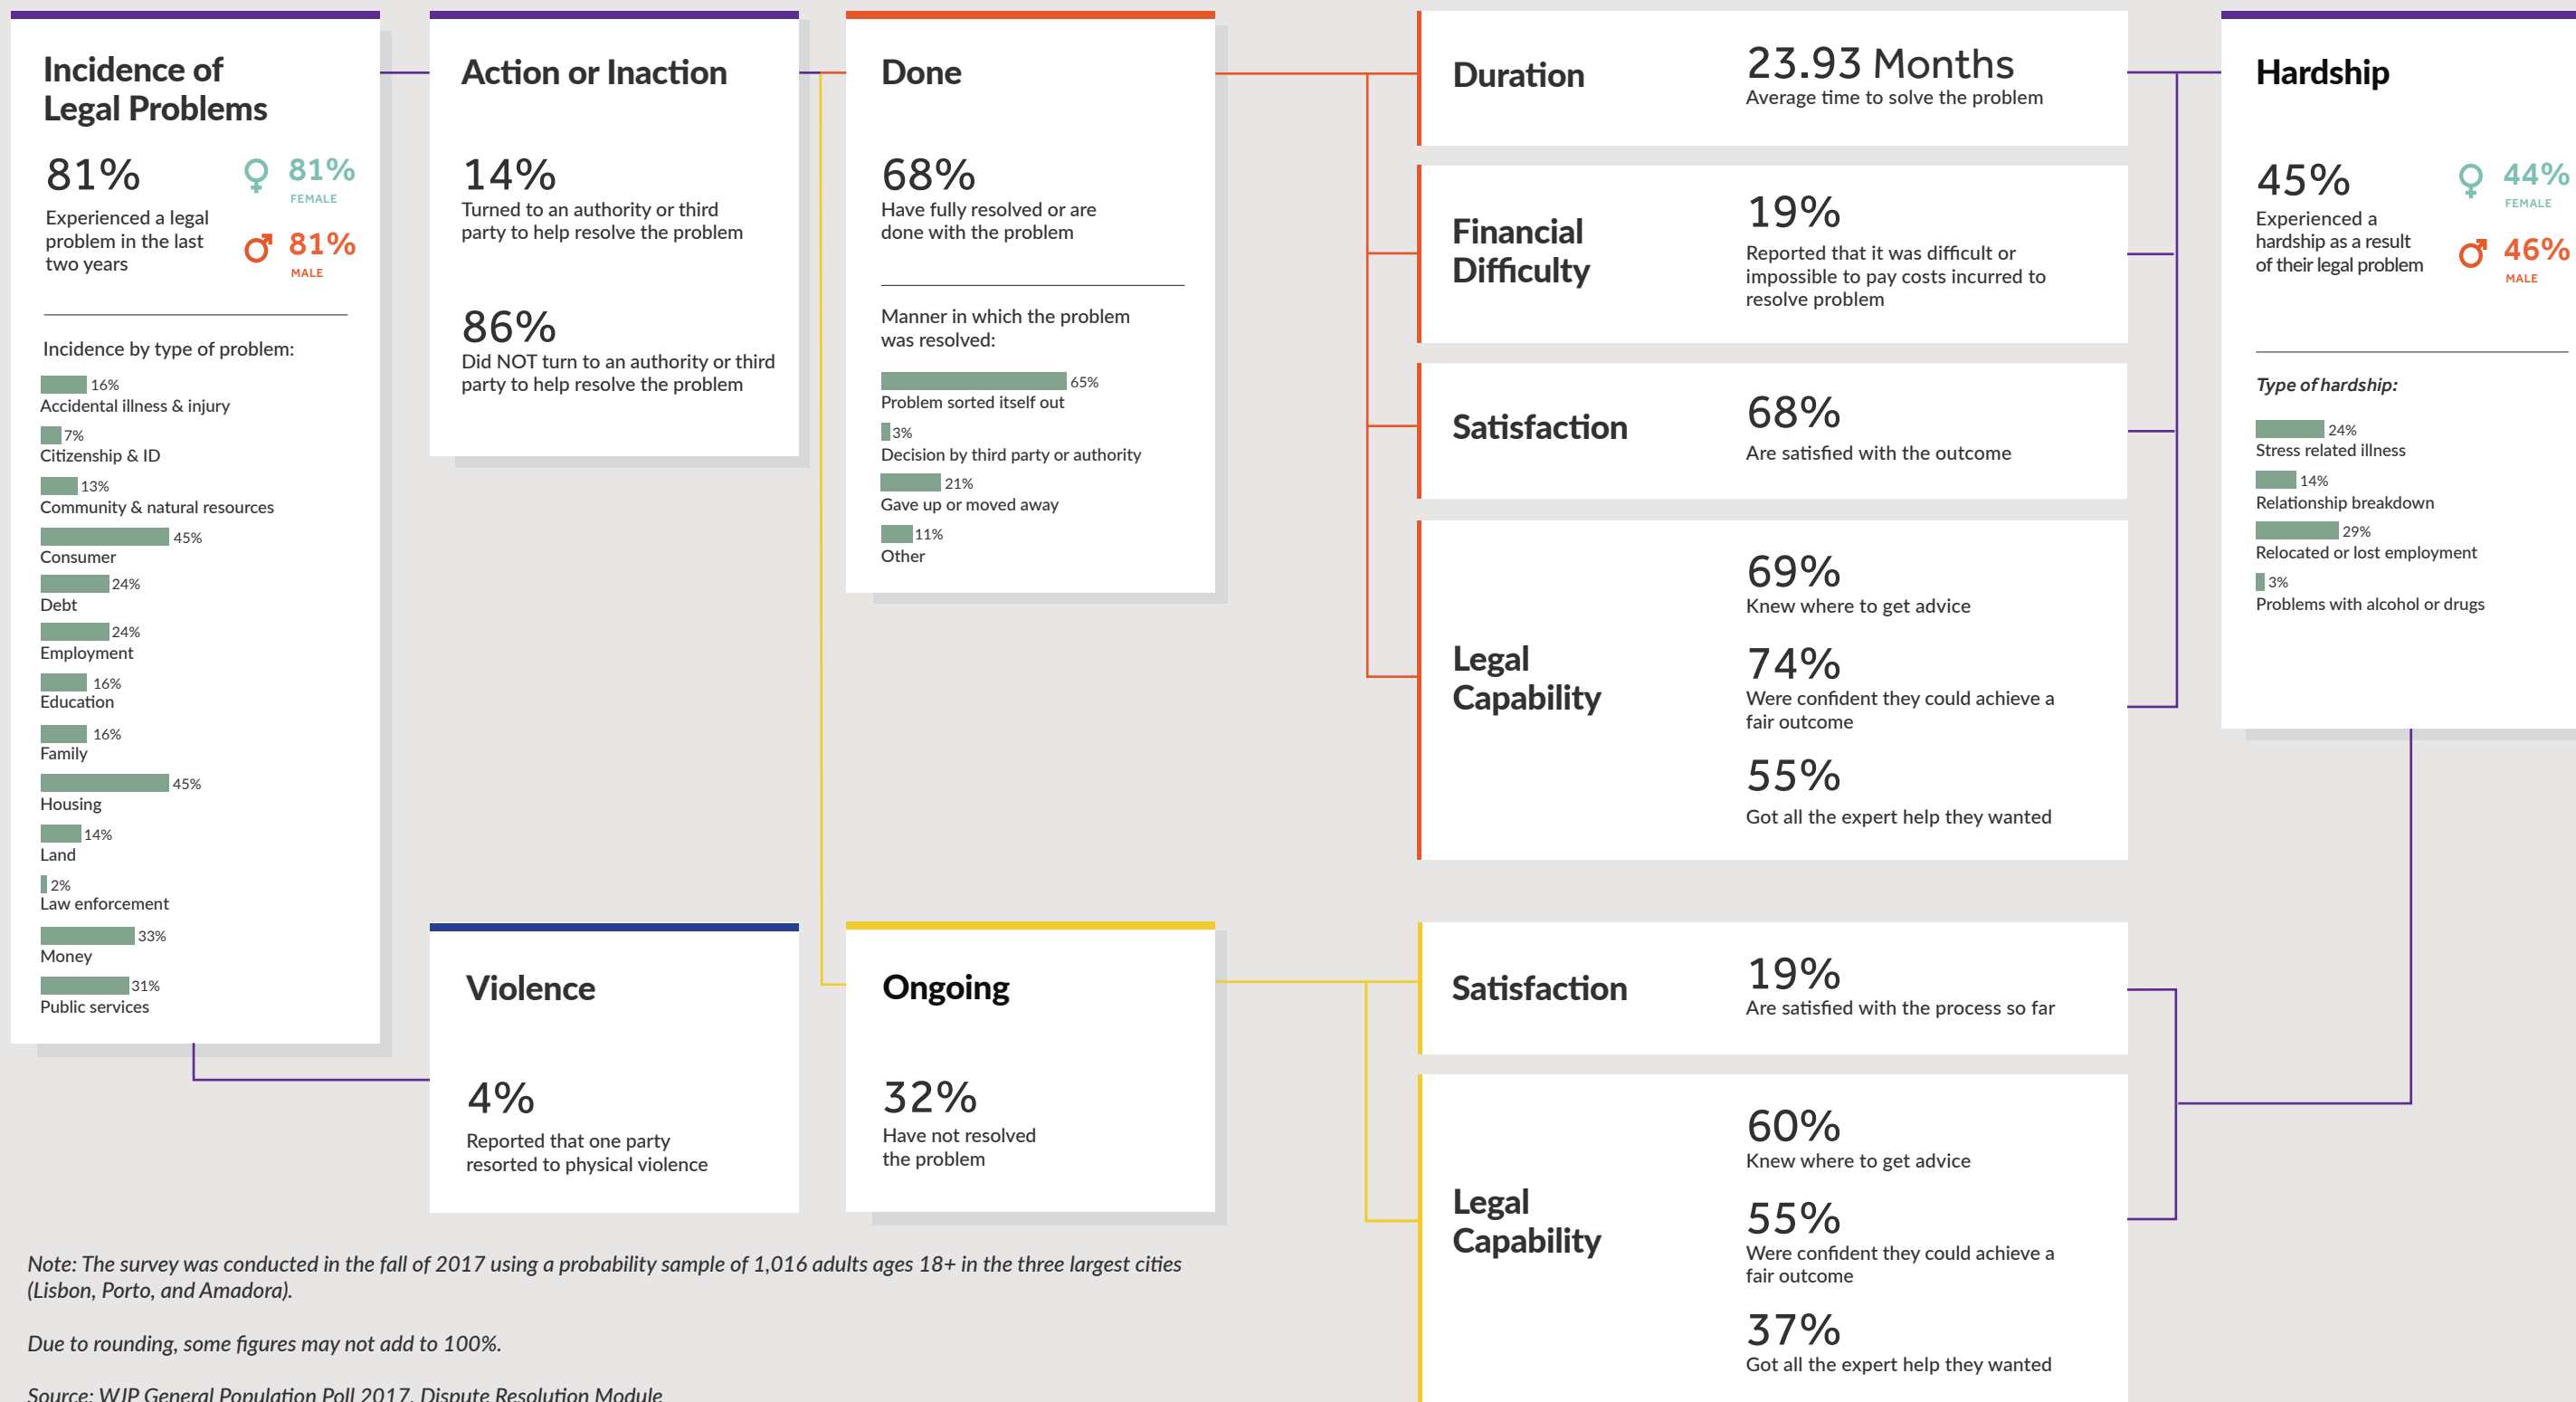 Incidence of
Legal Problems
81%
Experienced a legal
problem in the last
two years
81%
FEMALE
81%
MALE
Incidence by type of problem:
16%
Accidental illness & injury
7%
Citizenship & ID
13%
Community & natural resources
45%
Consumer
24%
Debt
24%
Employment
16%
Education
16%
Family
45%
Housing
14%
Land
2%
Law enforcement
33%
Money
31%
Public services
Action or Inaction
14%
Turned to an authority or third
party to help resolve the problem
86%
Did NOT turn to an authority or third
party to help resolve the problem
Violence
4%
Reported that one party
resorted to physical violence
Done
68%
Have fully resolved or are
done with the problem
Manner in which the problem
was resolved:
65%
Problem sorted itself out
3%
Decision by third party or authority
21%
Gave up or moved away
11%
Other
Ongoing
32%
Have not resolved
the problem
Duration
23.93 Months
Average time to solve the problem
Financial
Difficulty
19%
Reported that it was difficult or
impossible to pay costs incurred to
resolve problem
Satisfaction
68%
Are satisfied with the outcome
Legal
Capability
69%
Knew where to get advice
74%
Were confident they could achieve a
fair outcome
55%
Got all the expert help they wanted
Satisfaction
19%
Are satisfied with the process so far
Legal
Capability
60%
Knew where to get advice
55%
Were confident they could achieve a
fair outcome
37%
Got all the expert help they wanted
Hardship
45%
Experienced a
hardship as a result
of their legal problem
44%
FEMALE
46%
MALE
Type of hardship:
24%
Stress related illness
14%
Relationship breakdown
29%
Relocated or lost employment
3%
Problems with alcohol or drugs
Note: The survey was conducted in the fall of 2017 using a probability sample of 1,016 adults ages 18+ in the three largest cities
(Lisbon, Porto, and Amadora).
Due to rounding, some figures may not add to 100%.
Source: WJP General Population Poll 2017, Dispute Resolution Module